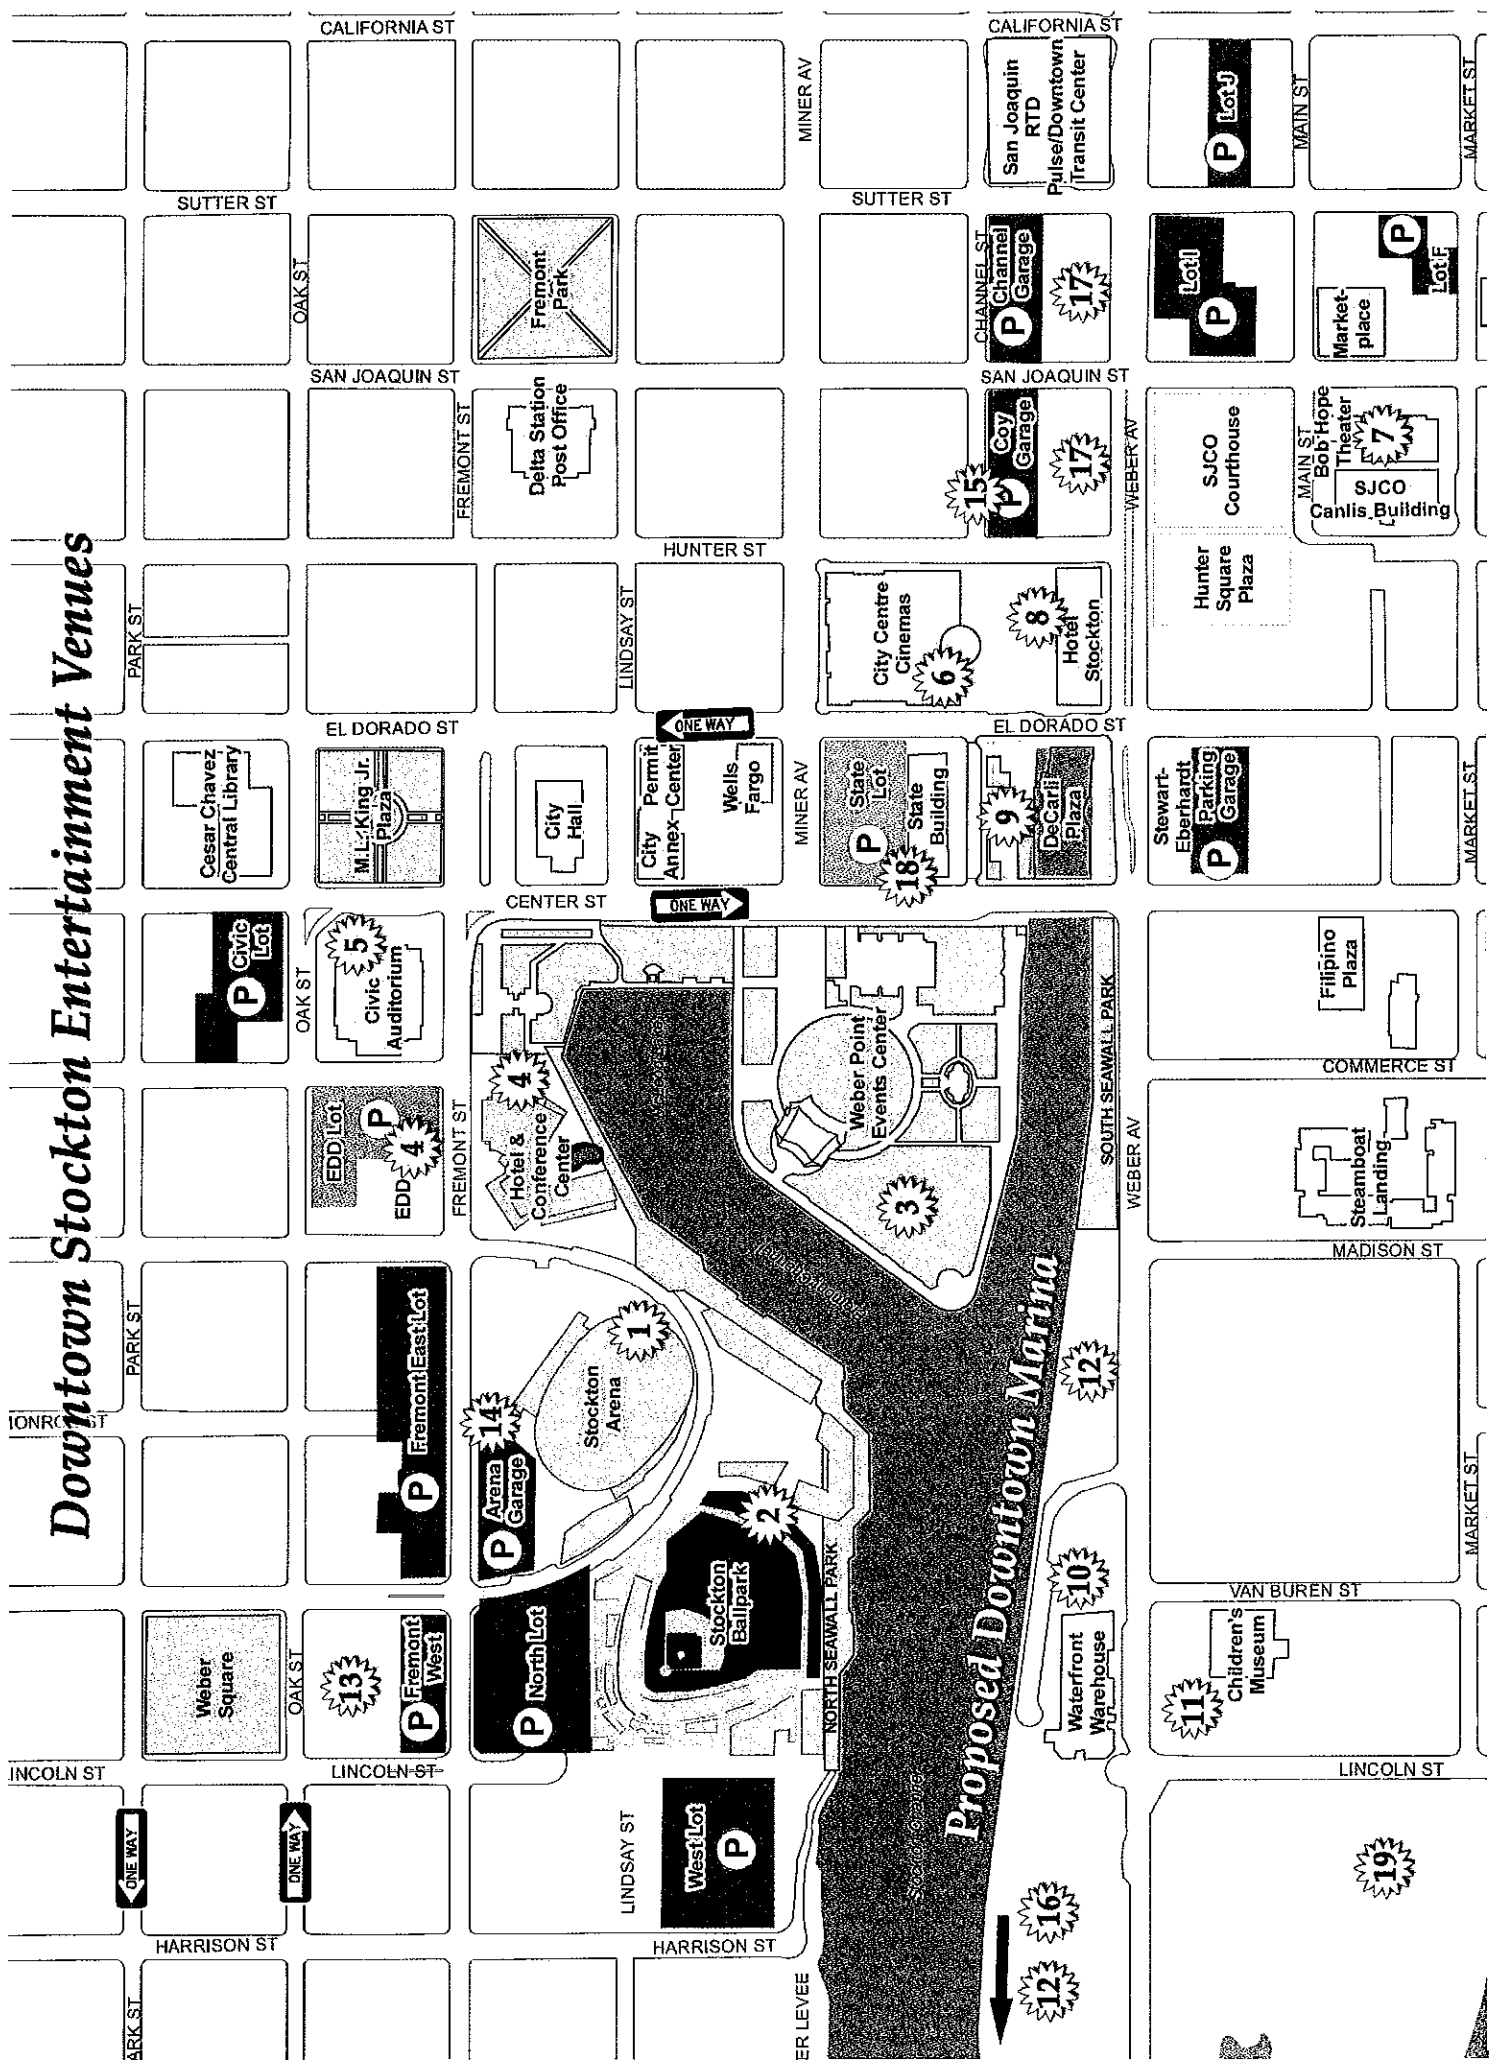 Downtown Stockton Entertainment Venues
CALIFORNIA ST
CALIFORNIA ST
MINER AV
San Joaquin
RTD
Pulse/Downtown
Transit Center
P
Lot J
MAIN ST
MARKET ST
SUTTER ST
SUTTER ST
OAK ST
Fremont
Park
CHANNEL ST
P
Channel
Garage
17
Lot I
P
Market-
place
P
Lot F
SAN JOAQUIN ST
SAN JOAQUIN ST
FREMONT ST
Delta Station
Post Office
15
P
Coy
Garage
17
WEBER AV
SJCO
Courthouse
MAIN ST
Bob Hope
Theater
7
SJCO
Canlis Building
HUNTER ST
PARK ST
LINDSAY ST
City Centre
Cinemas
6
8
Hotel
Stockton
Hunter
Square
Plaza
EL DORADO ST
EL DORADO ST
ONE WAY
Cesar Chavez
Central Library
M.L. King Jr.
Plaza
City
Hall
City
Annex
Permit
Center
Wells
Fargo
MINER AV
P
State
Lot
State
Building
18
9
DeCarli
Plaza
Stewart-
Eberhardt
Parking
Garage
P
MARKET ST
CENTER ST
ONE WAY
P
Civic
Lot
OAK ST
5
Civic
Auditorium
Weber Point
Events Center
SOUTH SEAWALL PARK
Filipino
Plaza
COMMERCE ST
EDD Lot
P
EDD
4
FREMONT ST
4
Hotel &
Conference
Center
3
WEBER AV
Steamboat
Landing
MADISON ST
PARK ST
P
Fremont East Lot
1
Stockton
Arena
14
P
Arena
Garage
2
12
Proposed Downtown Marina
MARKET ST
Stockton
Ballpark
NORTH SEAWALL PARK
10
Waterfront
Warehouse
VAN BUREN ST
Children's
Museum
11
Weber
Square
OAK ST
13
P
Fremont
West
P
North Lot
LINCOLN ST
LINCOLN ST
ONE WAY
ONE WAY
LINDSAY ST
West Lot
P
19
16
12
HARRISON ST
HARRISON ST